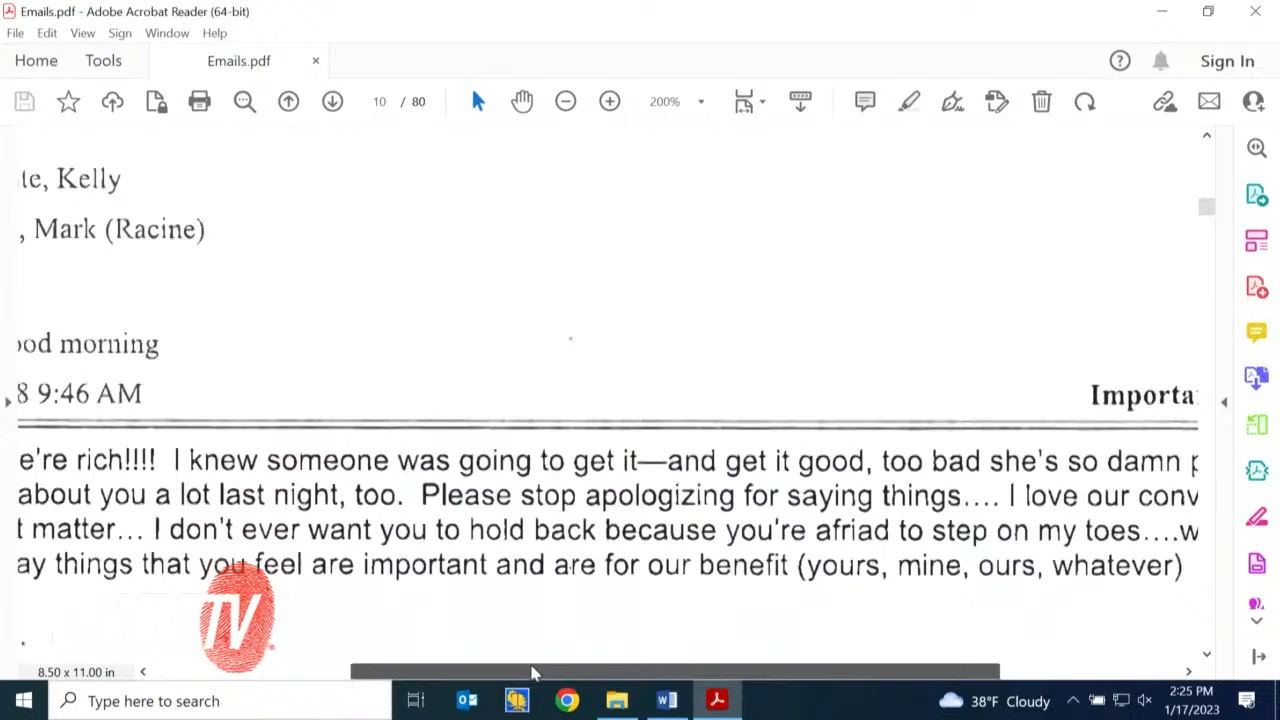 Emails.pdf - Adobe Acrobat Reader (64-bit)
File Edit View Sign Window Help
Home Tools Emails.pdf × Sign In
10 / 80 200%
te, Kelly
, Mark (Racine)
ood morning
8 9:46 AM Importa
e're rich!!!! I knew someone was going to get it—and get it good, too bad she's so damn p
about you a lot last night, too. Please stop apologizing for saying things.... I love our conv
t matter... I don't ever want you to hold back because you're afriad to step on my toes....w
ay things that you feel are important and are for our benefit (yours, mine, ours, whatever)
TV
8.50 x 11.00 in
Type here to search
38°F Cloudy
2:25 PM
1/17/2023